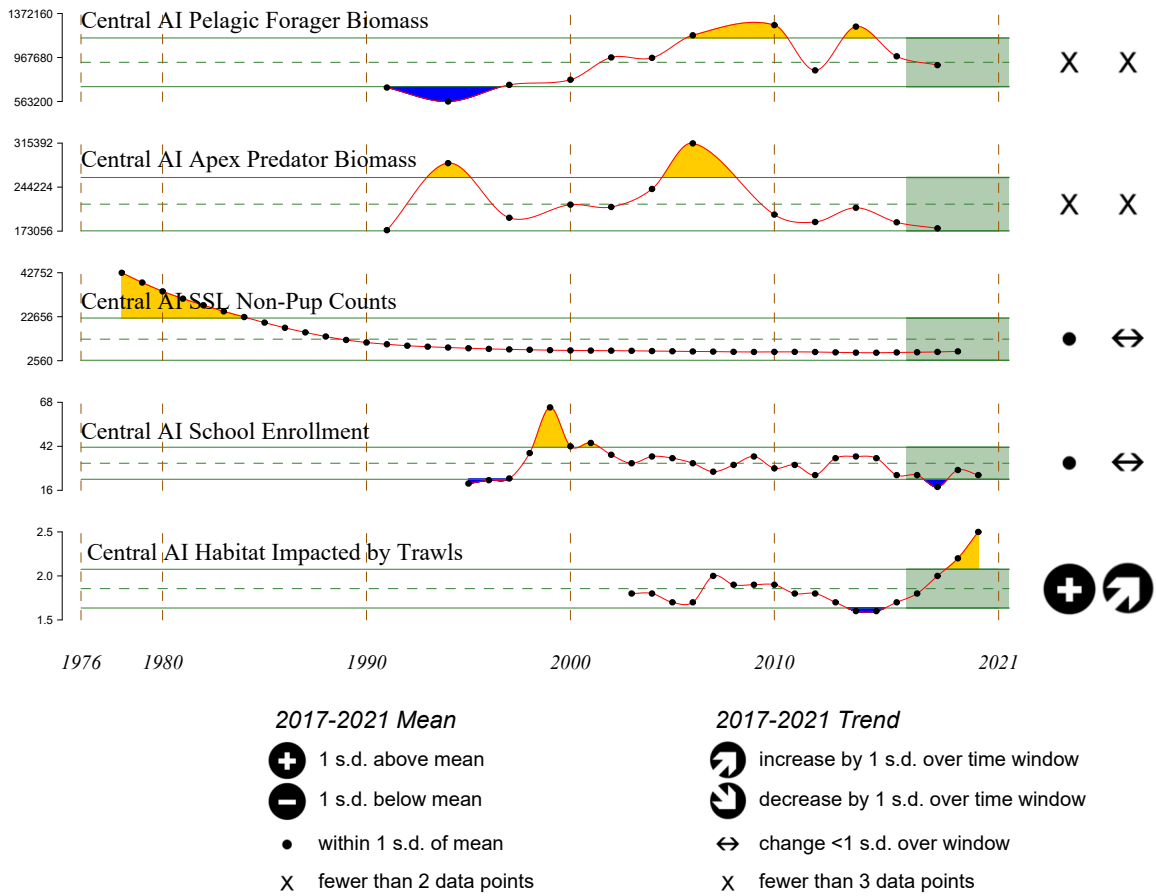 1372160
Central AI Pelagic Forager Biomass
967680
X X
563200
315392
Central AI Apex Predator Biomass
244224
X X
173056
42752
Central AI SSL Non-Pup Counts
22656
2560
68
Central AI School Enrollment
42
16
2.5
Central AI Habitat Impacted by Trawls
2.0
1.5
1976 1980 1990 2000 2010 2021
2017-2021 Mean
1 s.d. above mean
1 s.d. below mean
within 1 s.d. of mean
X fewer than 2 data points
2017-2021 Trend
increase by 1 s.d. over time window
decrease by 1 s.d. over time window
change <1 s.d. over window
X fewer than 3 data points